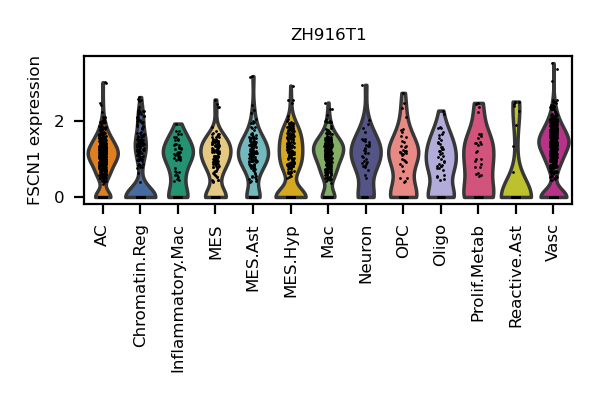 ZH916T1
FSCN1 expression
2
0
AC
Chromatin.Reg
Inflammatory.Mac
MES
MES.Ast
MES.Hyp
Mac
Neuron
OPC
Oligo
Prolif.Metab
Reactive.Ast
Vasc